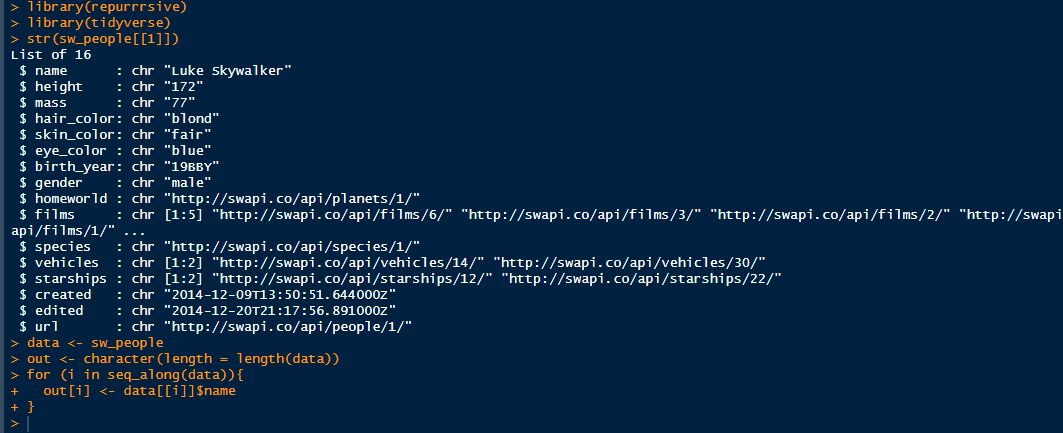 > library(repurrrsive)
> library(tidyverse)
> str(sw_people[[1]])
List of 16
 $ name      : chr "Luke Skywalker"
 $ height    : chr "172"
 $ mass      : chr "77"
 $ hair_color: chr "blond"
 $ skin_color: chr "fair"
 $ eye_color : chr "blue"
 $ birth_year: chr "19BBY"
 $ gender    : chr "male"
 $ homeworld : chr "http://swapi.co/api/planets/1/"
 $ films     : chr [1:5] "http://swapi.co/api/films/6/" "http://swapi.co/api/films/3/" "http://swapi.co/api/films/2/" "http://swapi
api/films/1/" ...
 $ species   : chr "http://swapi.co/api/species/1/"
 $ vehicles  : chr [1:2] "http://swapi.co/api/vehicles/14/" "http://swapi.co/api/vehicles/30/"
 $ starships : chr [1:2] "http://swapi.co/api/starships/12/" "http://swapi.co/api/starships/22/"
 $ created   : chr "2014-12-09T13:50:51.644000Z"
 $ edited    : chr "2014-12-20T21:17:56.891000Z"
 $ url       : chr "http://swapi.co/api/people/1/"
> data <- sw_people
> out <- character(length = length(data))
> for (i in seq_along(data)){
+   out[i] <- data[[i]]$name
+ }
>